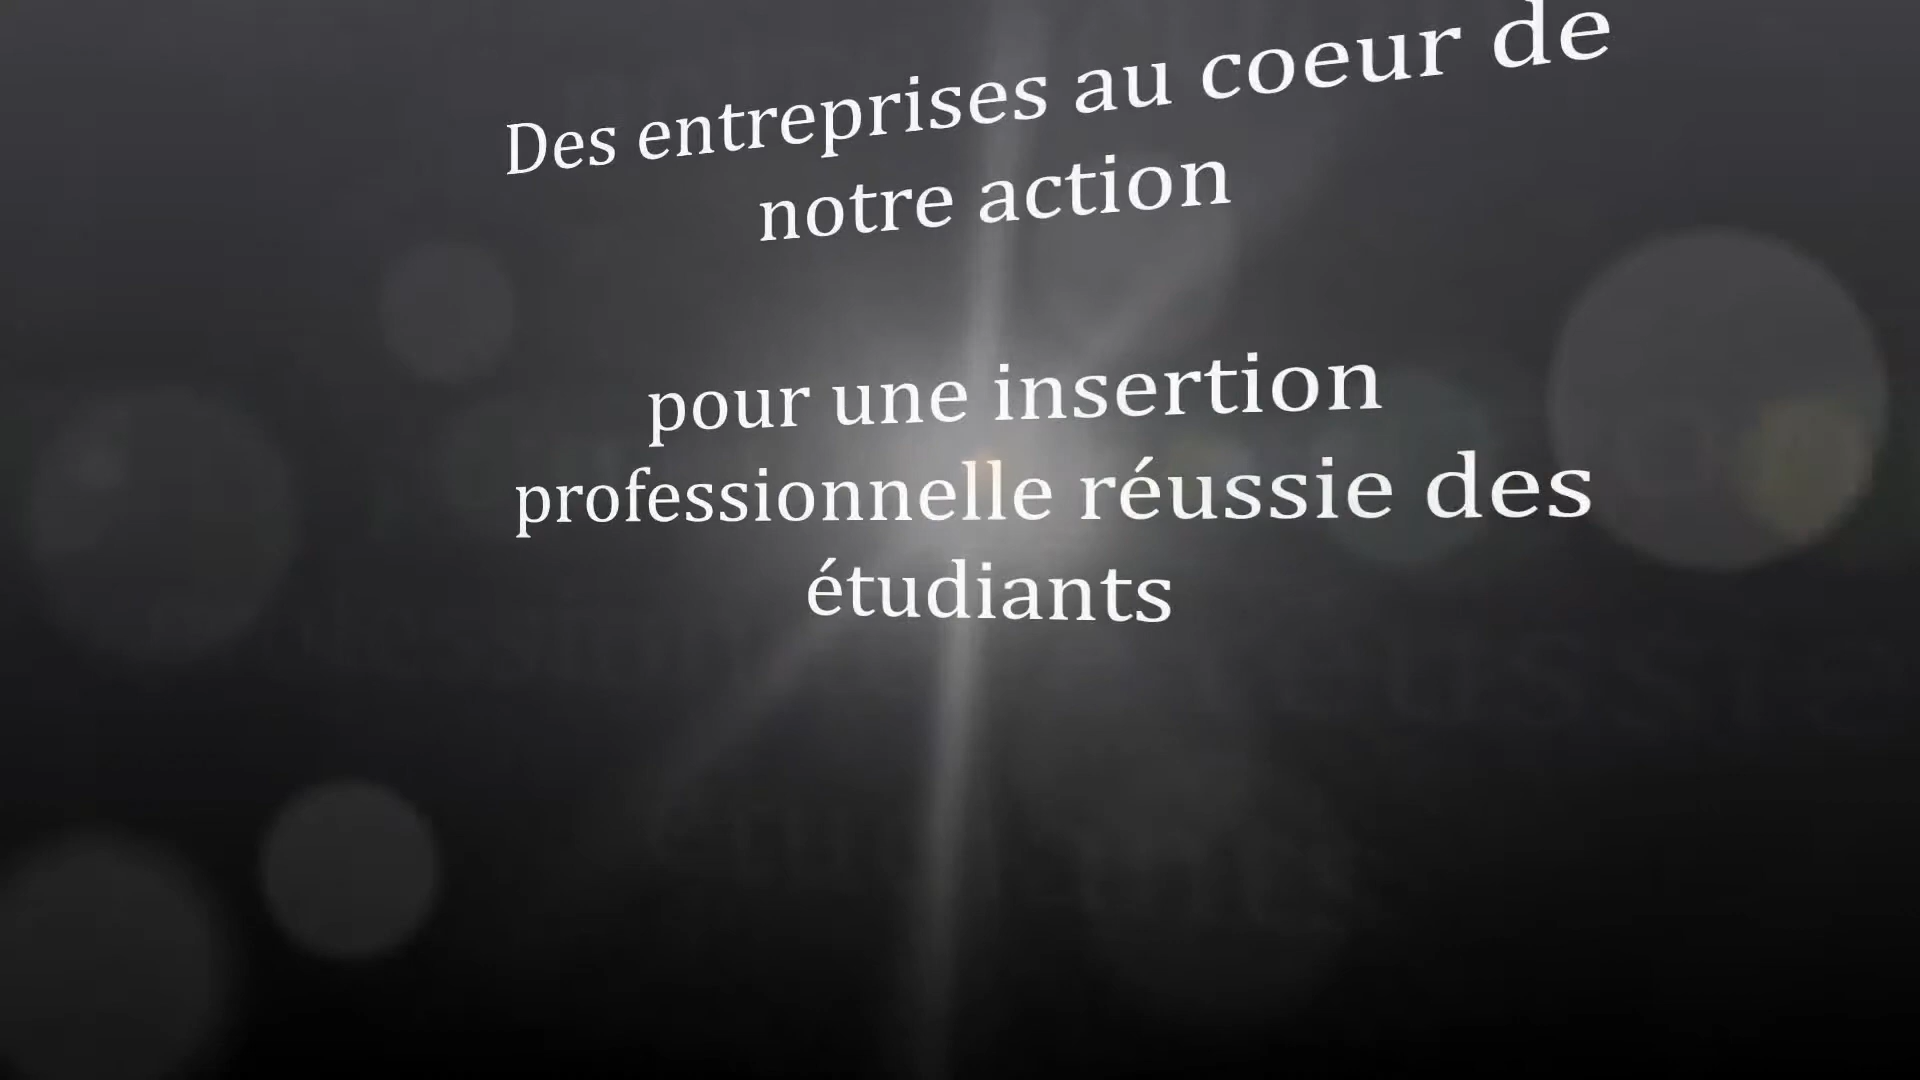 Des entreprises au coeur de
notre action
pour une insertion
professionnelle réussie des
étudiants